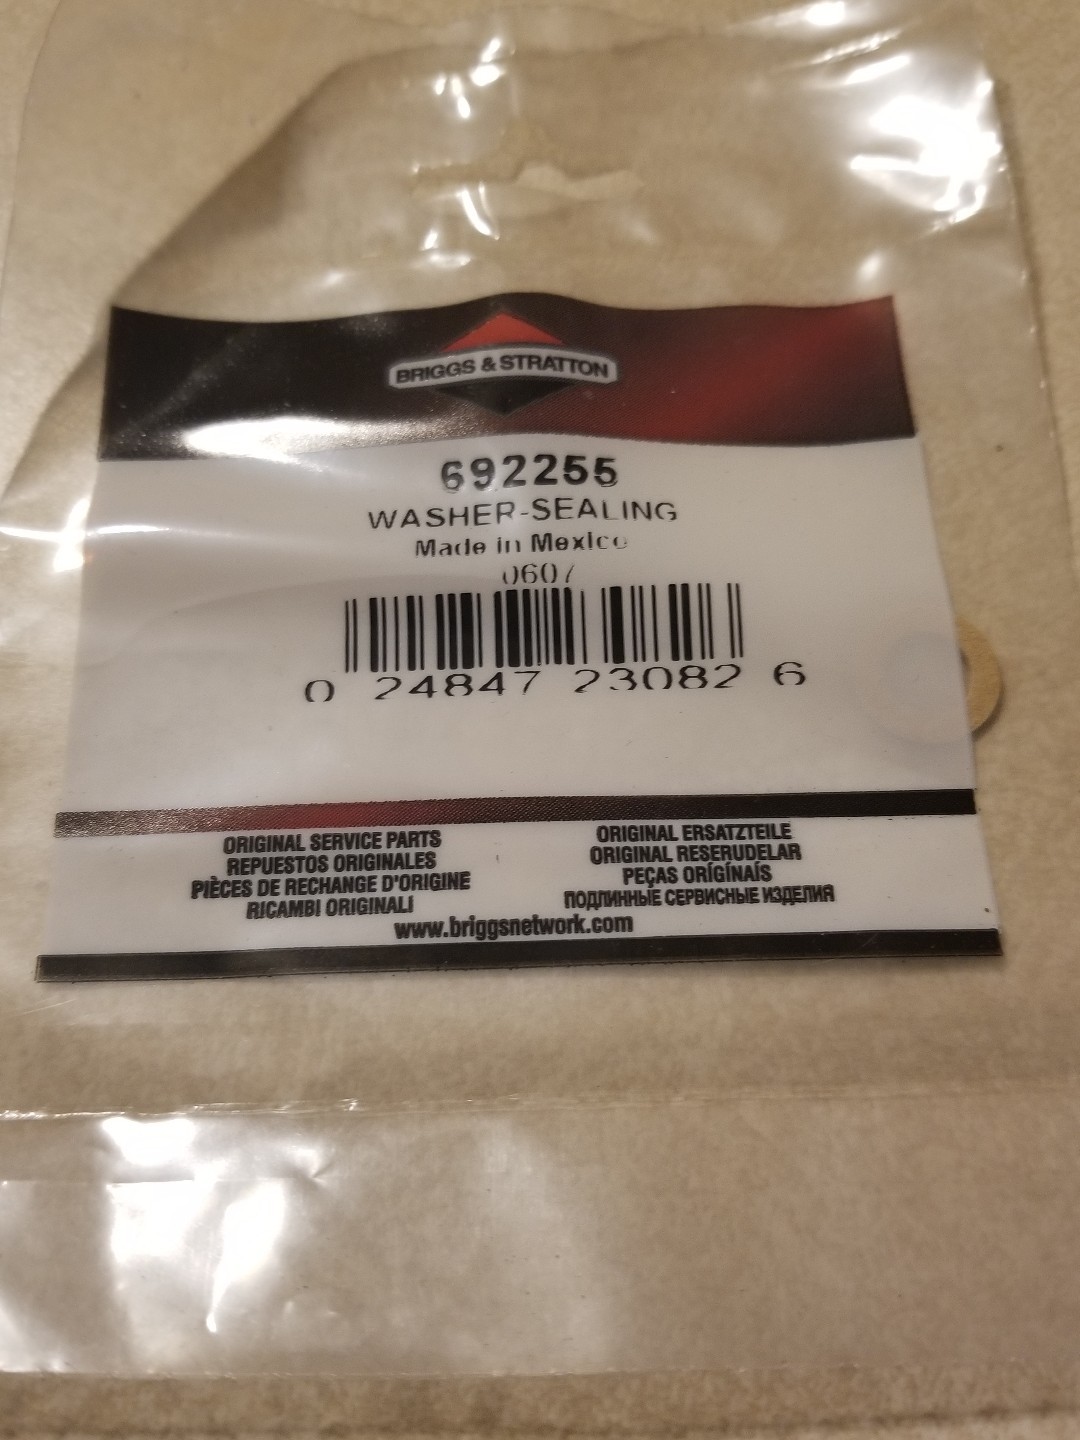 BRIGGS & STRATTON
692255
WASHER-SEALING
Made in Mexico
0607
0 24847 23082 6
ORIGINAL SERVICE PARTS
REPUESTOS ORIGINALES
PIÈCES DE RECHANGE D'ORIGINE
RICAMBI ORIGINALI
ORIGINAL ERSATZTEILE
ORIGINAL RESERUDELAR
PEÇAS ORÍGÍNAÍS
ПОДЛИННЫЕ СЕРВИСНЫЕ ИЗДЕЛИЯ
www.briggsnetwork.com